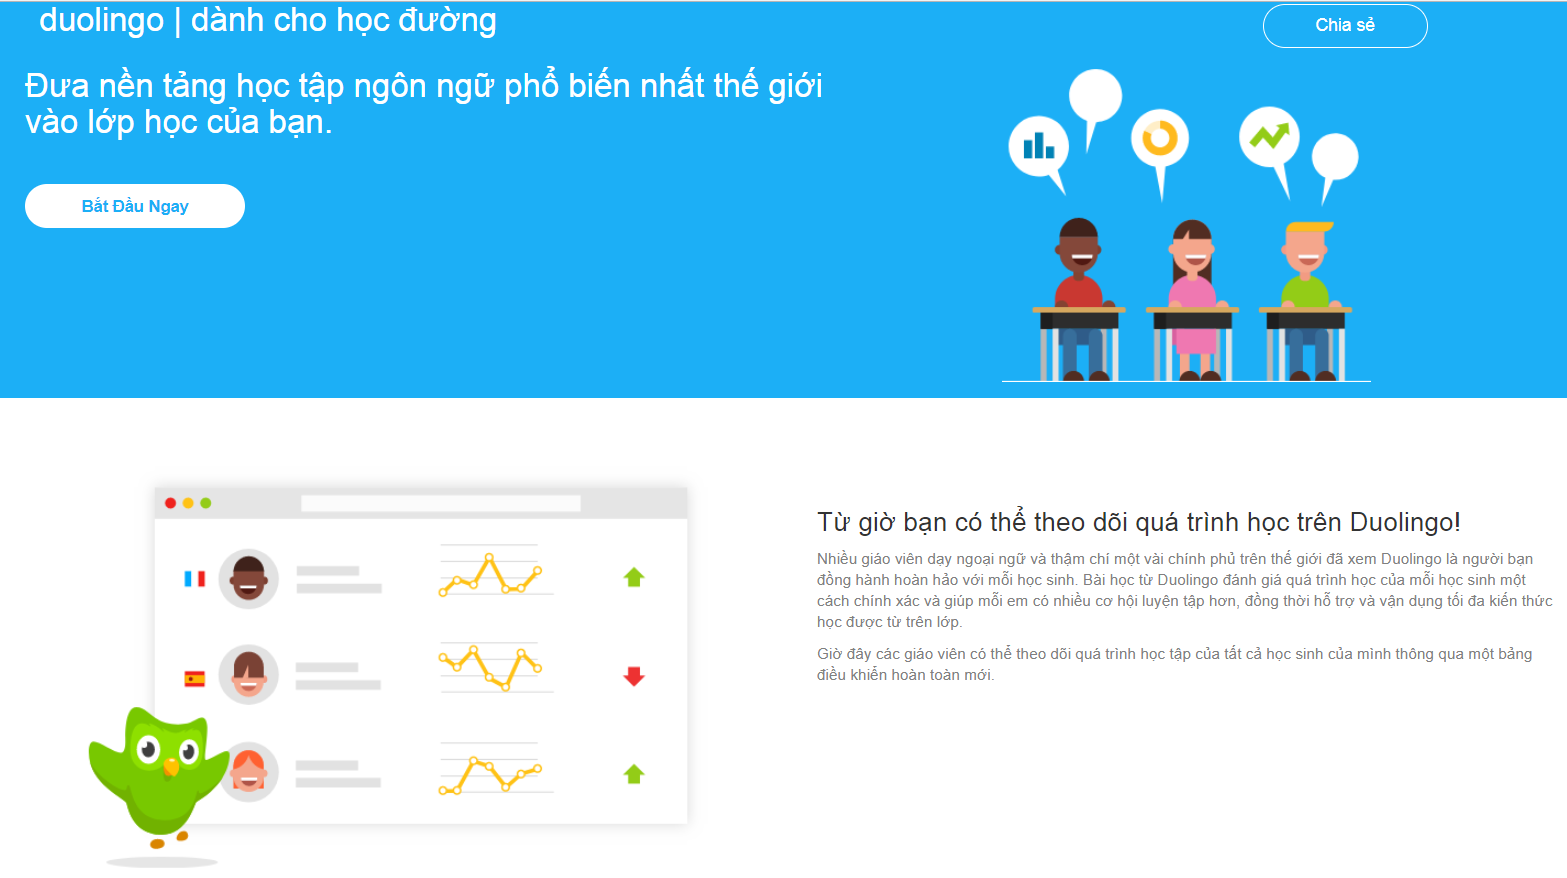 duolingo | dành cho học đường
Chia sẻ
Đưa nền tảng học tập ngôn ngữ phổ biến nhất thế giới
vào lớp học của bạn.
Bắt Đầu Ngay
Từ giờ bạn có thể theo dõi quá trình học trên Duolingo!
Nhiều giáo viên dạy ngoại ngữ và thậm chí một vài chính phủ trên thế giới đã xem Duolingo là người bạn
đồng hành hoàn hảo với mỗi học sinh. Bài học từ Duolingo đánh giá quá trình học của mỗi học sinh một
cách chính xác và giúp mỗi em có nhiều cơ hội luyện tập hơn, đồng thời hỗ trợ và vận dụng tối đa kiến thức
học được từ trên lớp.
Giờ đây các giáo viên có thể theo dõi quá trình học tập của tất cả học sinh của mình thông qua một bảng
điều khiển hoàn toàn mới.